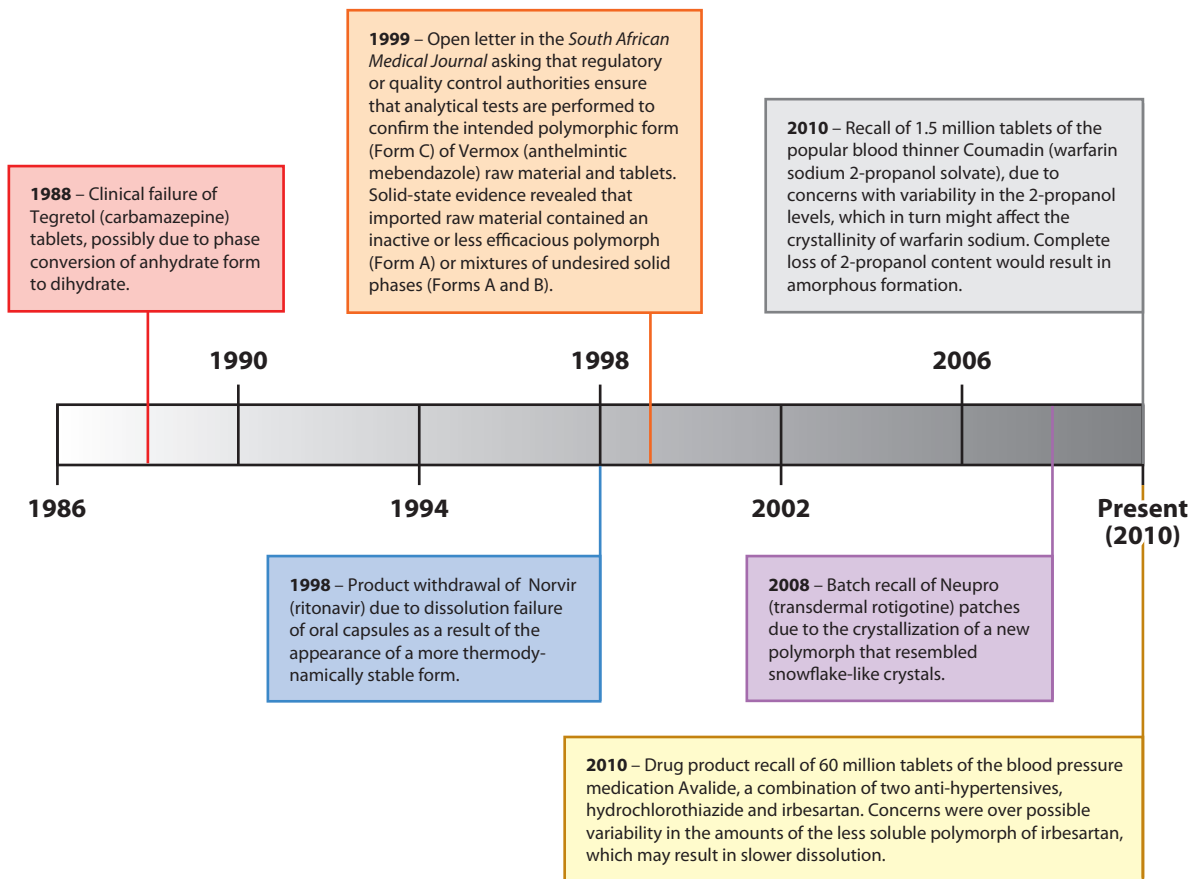 1999 – Open letter in the South African
Medical Journal asking that regulatory
or quality control authorities ensure
that analytical tests are performed to
confirm the intended polymorphic form
(Form C) of Vermox (anthelmintic
mebendazole) raw material and tablets.
Solid-state evidence revealed that
imported raw material contained an
inactive or less efficacious polymorph
(Form A) or mixtures of undesired solid
phases (Forms A and B).
2010 – Recall of 1.5 million tablets of the
popular blood thinner Coumadin (warfarin
sodium 2-propanol solvate), due to
concerns with variability in the 2-propanol
levels, which in turn might affect the
crystallinity of warfarin sodium. Complete
loss of 2-propanol content would result in
amorphous formation.
1988 – Clinical failure of
Tegretol (carbamazepine)
tablets, possibly due to phase
conversion of anhydrate form
to dihydrate.
1990
1998
2006
1986
1994
2002
Present
(2010)
1998 – Product withdrawal of Norvir
(ritonavir) due to dissolution failure
of oral capsules as a result of the
appearance of a more thermody-
namically stable form.
2008 – Batch recall of Neupro
(transdermal rotigotine) patches
due to the crystallization of a new
polymorph that resembled
snowflake-like crystals.
2010 – Drug product recall of 60 million tablets of the blood pressure
medication Avalide, a combination of two anti-hypertensives,
hydrochlorothiazide and irbesartan. Concerns were over possible
variability in the amounts of the less soluble polymorph of irbesartan,
which may result in slower dissolution.